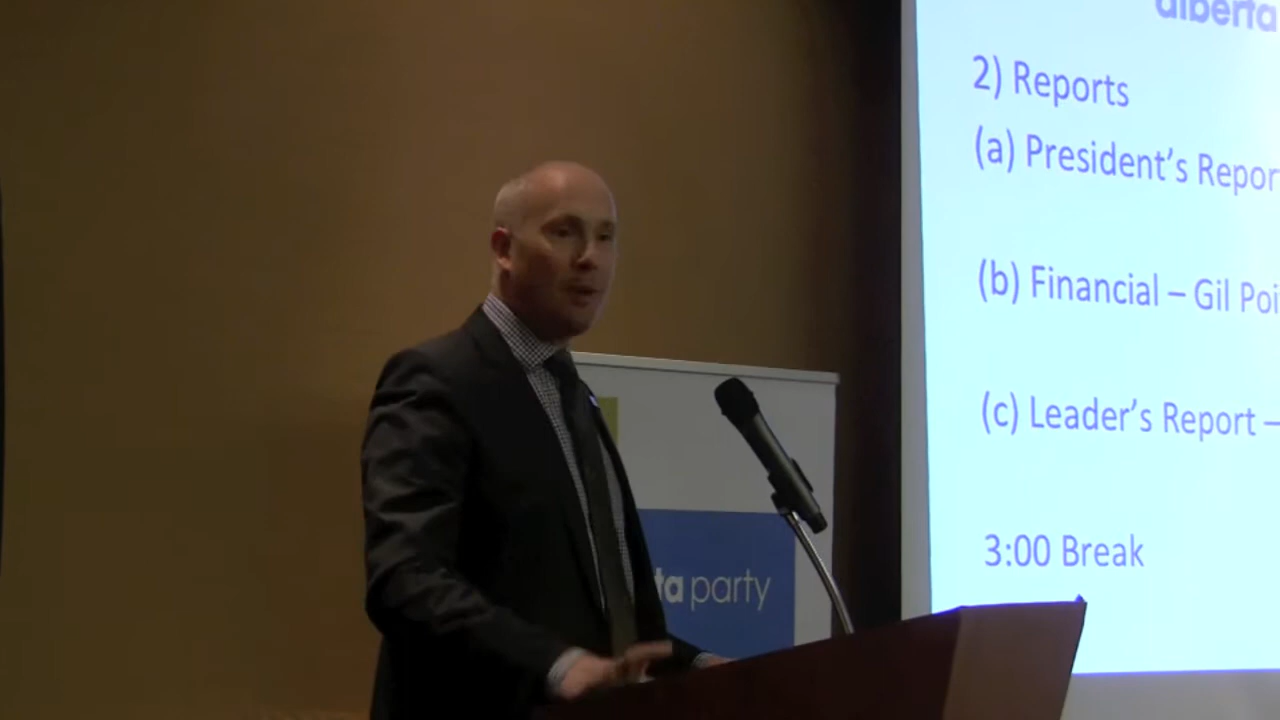 alberta
2) Reports
(a) President's Repor
(b) Financial – Gil Poi
(c) Leader's Report –
3:00 Break
ta party